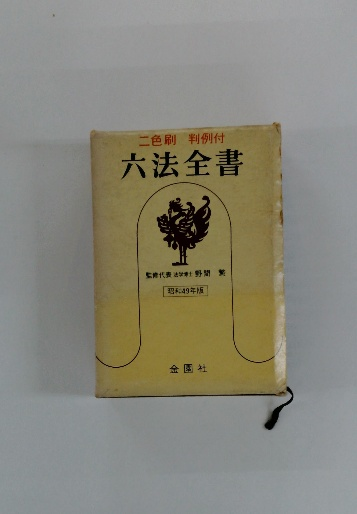 二色刷 判例付
六法全書
監修代表 法学博士 野間 繁
昭和49年版
金園社